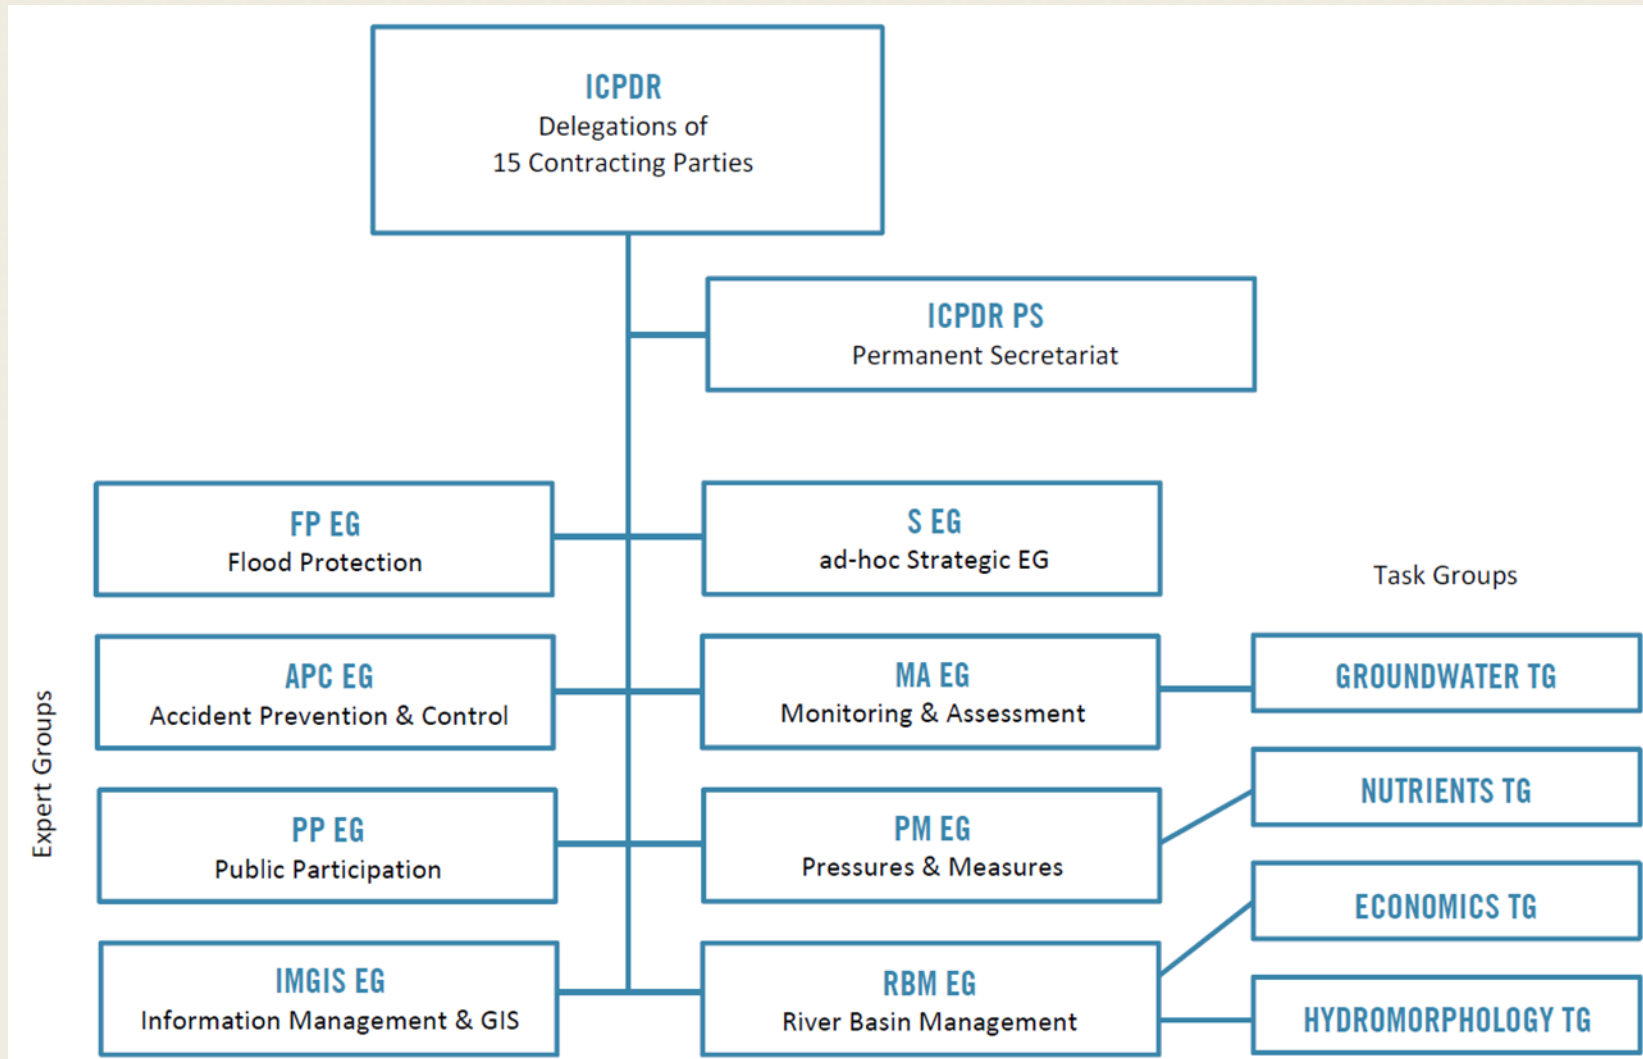 ICPDR
Delegations of
15 Contracting Parties
ICPDR PS
Permanent Secretariat
Expert Groups
FP EG
Flood Protection
S EG
ad-hoc Strategic EG
Task Groups
APC EG
Accident Prevention & Control
MA EG
Monitoring & Assessment
GROUNDWATER TG
PP EG
Public Participation
PM EG
Pressures & Measures
NUTRIENTS TG
IMGIS EG
Information Management & GIS
RBM EG
River Basin Management
ECONOMICS TG
HYDROMORPHOLOGY TG